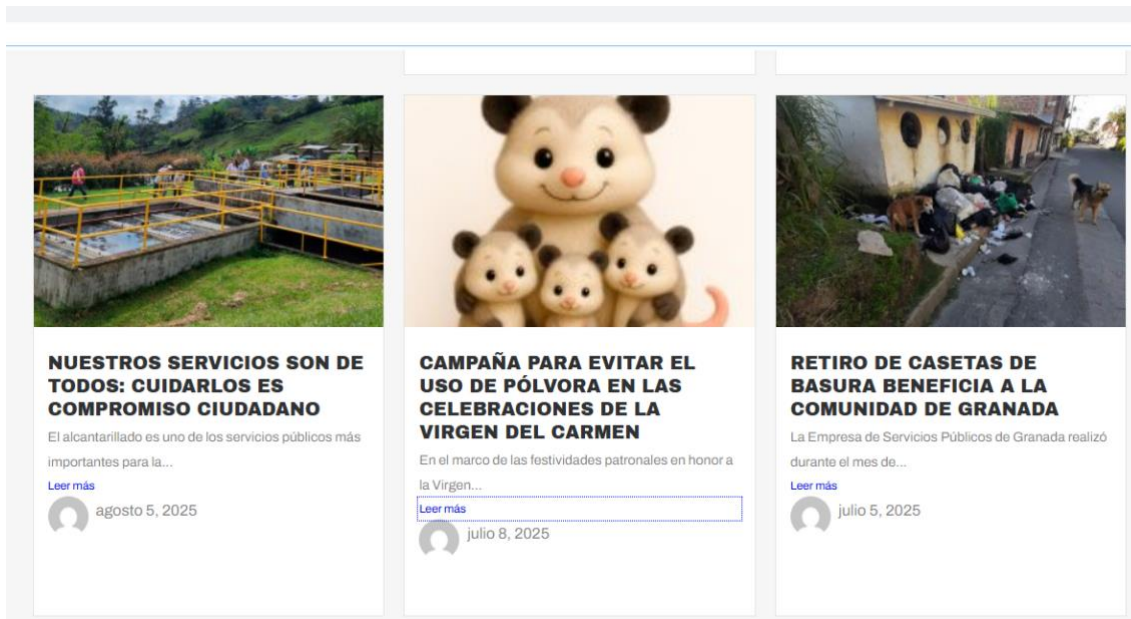 NUESTROS SERVICIOS SON DE
TODOS: CUIDARLOS ES
COMPROMISO CIUDADANO
El alcantarillado es uno de los servicios públicos más
importantes para la...
Leer más
agosto 5, 2025
CAMPAÑA PARA EVITAR EL
USO DE PÓLVORA EN LAS
CELEBRACIONES DE LA
VIRGEN DEL CARMEN
En el marco de las festividades patronales en honor a
la Virgen...
Leer más
julio 8, 2025
RETIRO DE CASETAS DE
BASURA BENEFICIA A LA
COMUNIDAD DE GRANADA
La Empresa de Servicios Públicos de Granada realizó
durante el mes de...
Leer más
julio 5, 2025